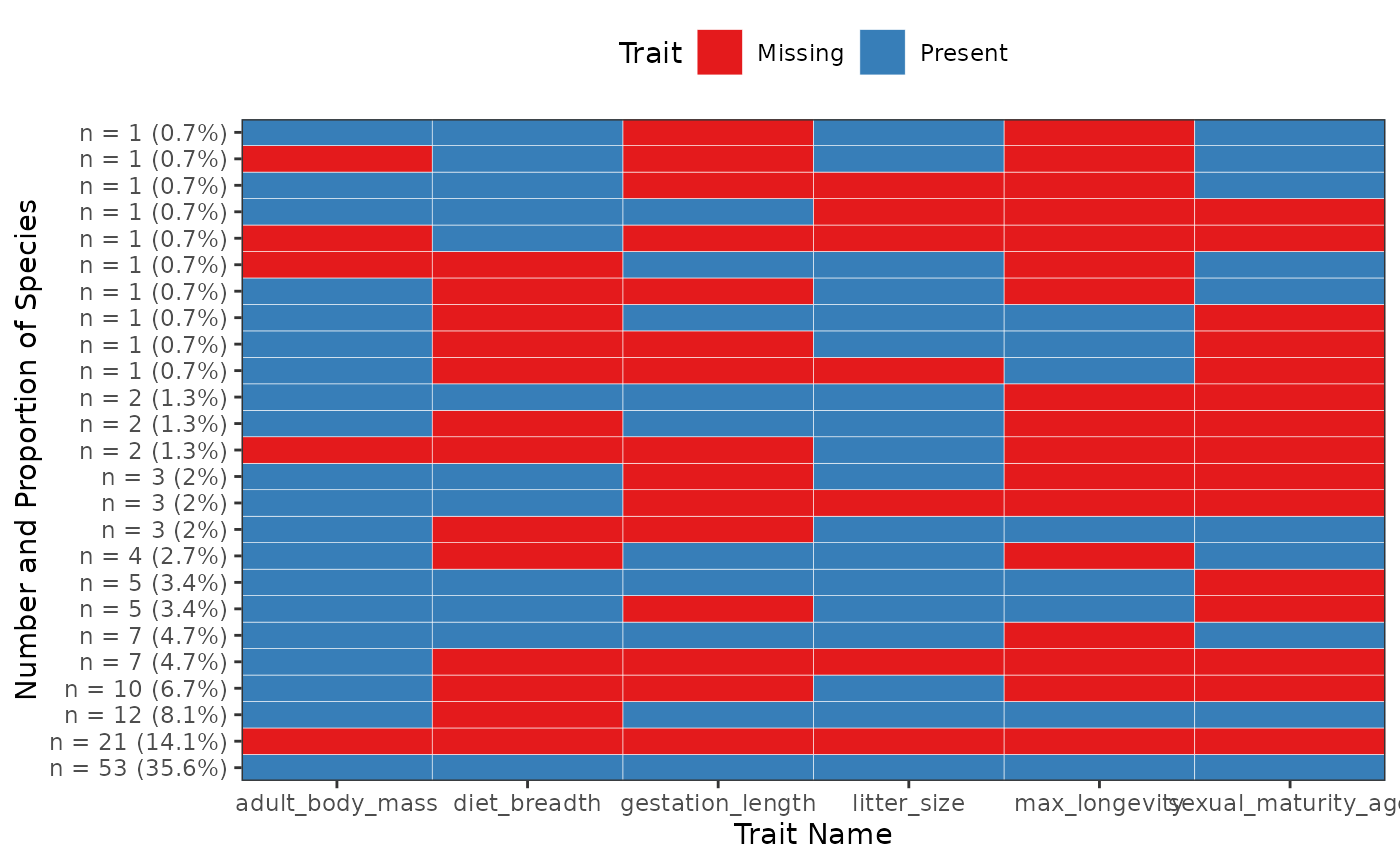 Trait Missing Present
Number and Proportion of Species
n = 1 (0.7%)
n = 1 (0.7%)
n = 1 (0.7%)
n = 1 (0.7%)
n = 1 (0.7%)
n = 1 (0.7%)
n = 1 (0.7%)
n = 1 (0.7%)
n = 1 (0.7%)
n = 1 (0.7%)
n = 2 (1.3%)
n = 2 (1.3%)
n = 2 (1.3%)
n = 3 (2%)
n = 3 (2%)
n = 3 (2%)
n = 4 (2.7%)
n = 5 (3.4%)
n = 5 (3.4%)
n = 7 (4.7%)
n = 7 (4.7%)
n = 10 (6.7%)
n = 12 (8.1%)
n = 21 (14.1%)
n = 53 (35.6%)
adult_body_mass diet_breadth gestation_length litter_size max_longevity sexual_maturity_ag
Trait Name